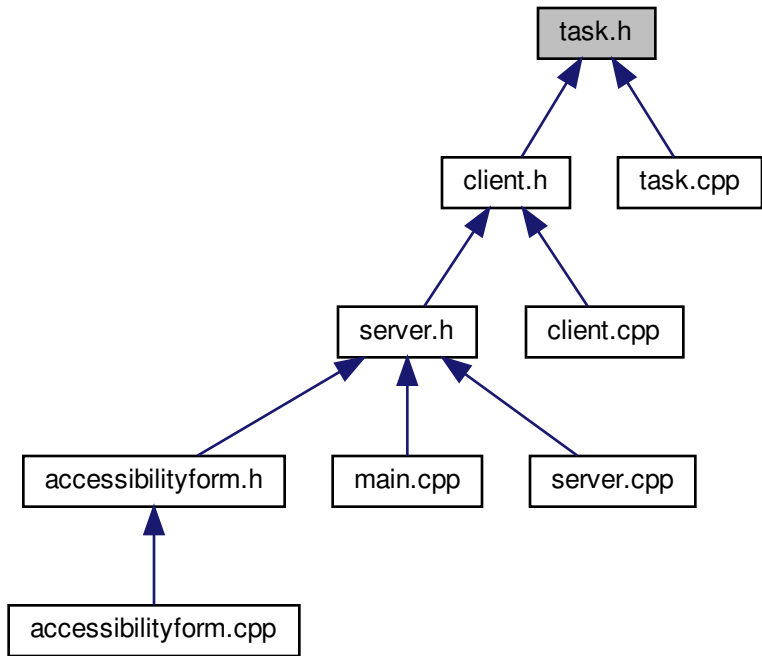 task.h
client.h
task.cpp
server.h
client.cpp
accessibilityform.h
main.cpp
server.cpp
accessibilityform.cpp